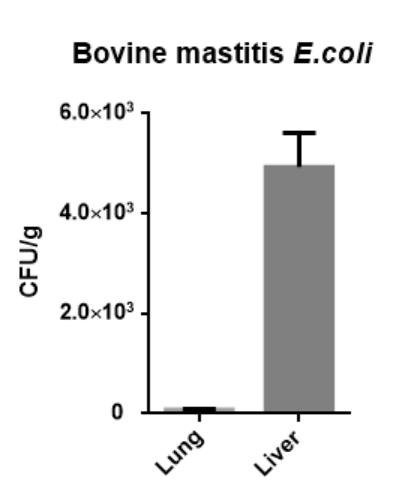 Bovine mastitis E.coli
6.0×10³
4.0×10³
2.0×10³
0
CFU/g
Lung
Liver